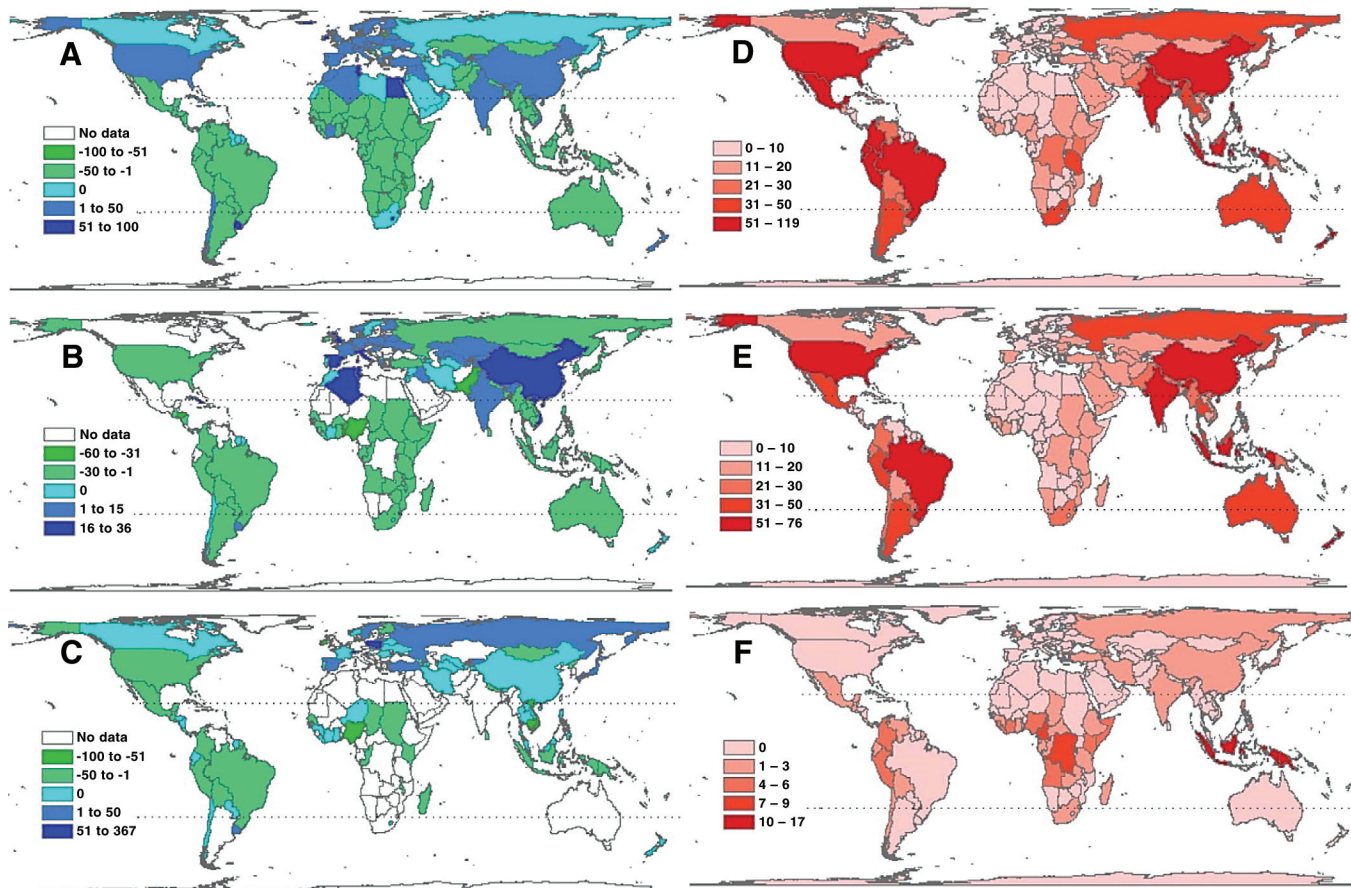 A
No data
-100 to -51
-50 to -1
0
1 to 50
51 to 100
D
0 – 10
11 – 20
21 – 30
31 – 50
51 – 119
B
No data
-60 to -31
-30 to -1
0
1 to 15
16 to 36
E
0 – 10
11 – 20
21 – 30
31 – 50
51 – 76
C
No data
-100 to -51
-50 to -1
0
1 to 50
51 to 367
F
0
1 – 3
4 – 6
7 – 9
10 – 17